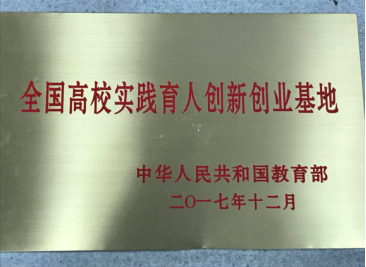 全国高校实践育人创新创业基地
中华人民共和国教育部
二〇一七年十二月